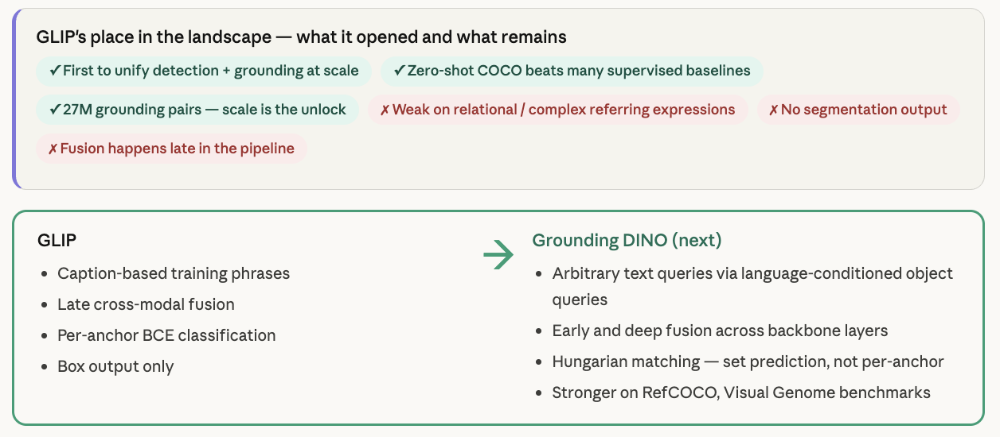 GLIP's place in the landscape — what it opened and what remains
✓First to unify detection + grounding at scale ✓Zero-shot COCO beats many supervised baselines
✓27M grounding pairs — scale is the unlock ✗Weak on relational / complex referring expressions ✗No segmentation output
✗Fusion happens late in the pipeline
GLIP
• Caption-based training phrases
• Late cross-modal fusion
• Per-anchor BCE classification
• Box output only
→
Grounding DINO (next)
• Arbitrary text queries via language-conditioned object
queries
• Early and deep fusion across backbone layers
• Hungarian matching — set prediction, not per-anchor
• Stronger on RefCOCO, Visual Genome benchmarks